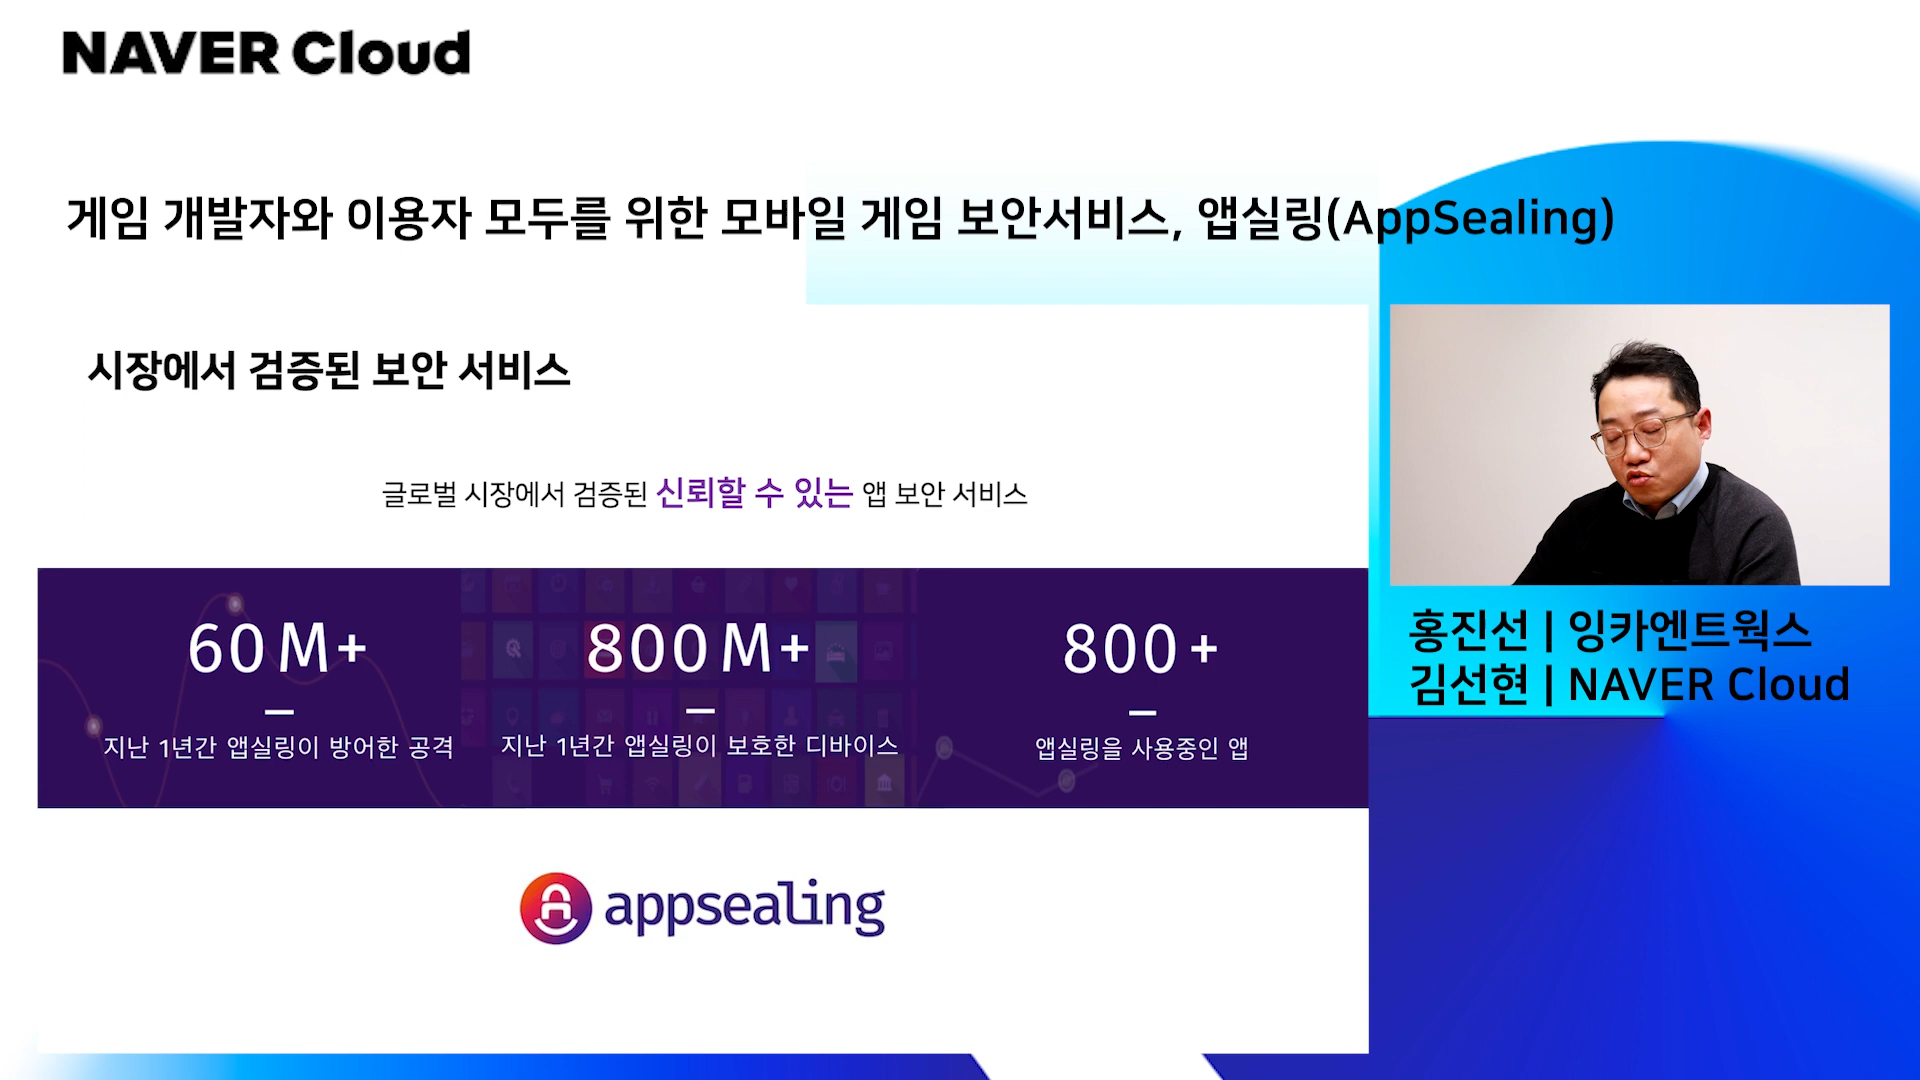 NAVER Cloud
게임 개발자와 이용자 모두를 위한 모바일 게임 보안서비스, 앱실링(AppSealing)
시장에서 검증된 보안 서비스
글로벌 시장에서 검증된 신뢰할 수 있는 앱 보안 서비스
60M+
지난 1년간 앱실링이 방어한 공격
800M+
지난 1년간 앱실링이 보호한 디바이스
800+
앱실링을 사용중인 앱
appsealing
홍진선 | 잉카엔트웍스
김선현 | NAVER Cloud